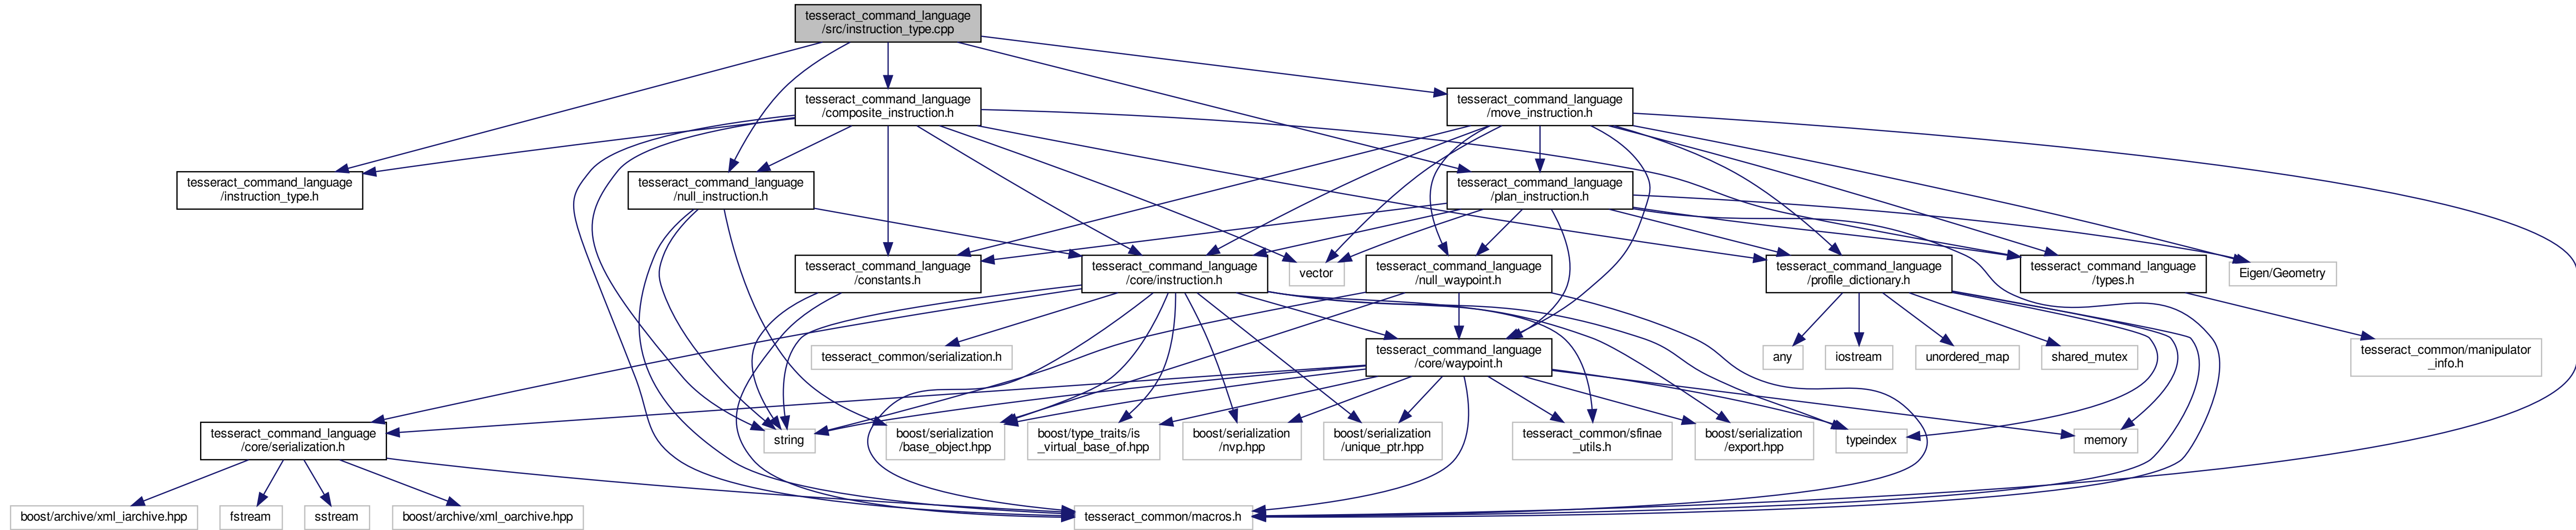 tesseract_command_language
/src/instruction_type.cpp
tesseract_command_language
/composite_instruction.h
tesseract_command_language
/move_instruction.h
tesseract_command_language
/instruction_type.h
tesseract_command_language
/null_instruction.h
tesseract_command_language
/plan_instruction.h
tesseract_command_language
/constants.h
tesseract_command_language
/core/instruction.h
vector
tesseract_command_language
/null_waypoint.h
tesseract_command_language
/profile_dictionary.h
tesseract_command_language
/types.h
Eigen/Geometry
tesseract_common/serialization.h
tesseract_command_language
/core/waypoint.h
any
iostream
unordered_map
shared_mutex
tesseract_common/manipulator
_info.h
tesseract_command_language
/core/serialization.h
string
boost/serialization
/base_object.hpp
boost/type_traits/is
_virtual_base_of.hpp
boost/serialization
/nvp.hpp
boost/serialization
/unique_ptr.hpp
tesseract_common/sfinae
_utils.h
boost/serialization
/export.hpp
typeindex
memory
boost/archive/xml_iarchive.hpp
fstream
sstream
boost/archive/xml_oarchive.hpp
tesseract_common/macros.h